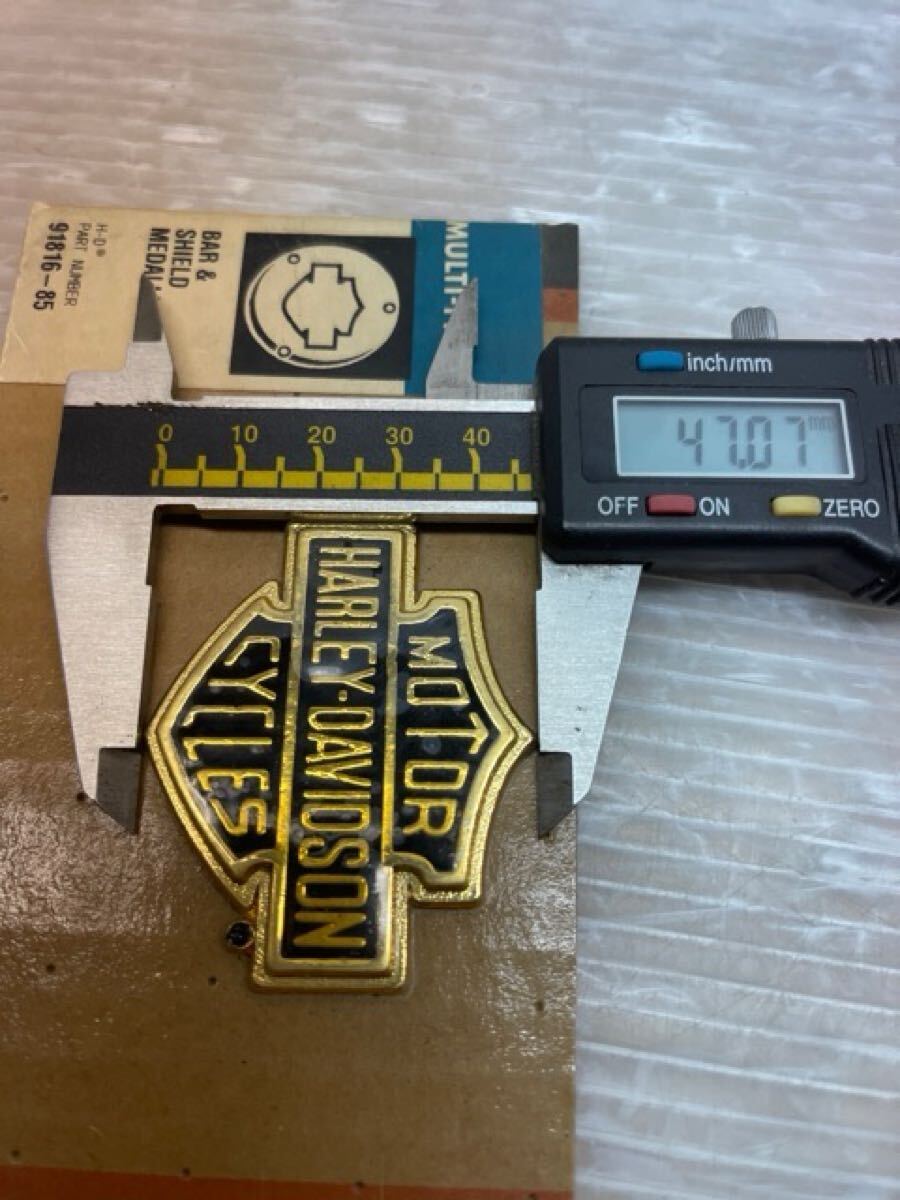 MULTI-
BAR &
SHIELD
H-D®
PART NUMBER
91816-85
0 10 20 30 40
inch/mm
47.07 mm
OFF ON ZERO
MOTOR
HARLEY-DAVIDSON
CYCLES